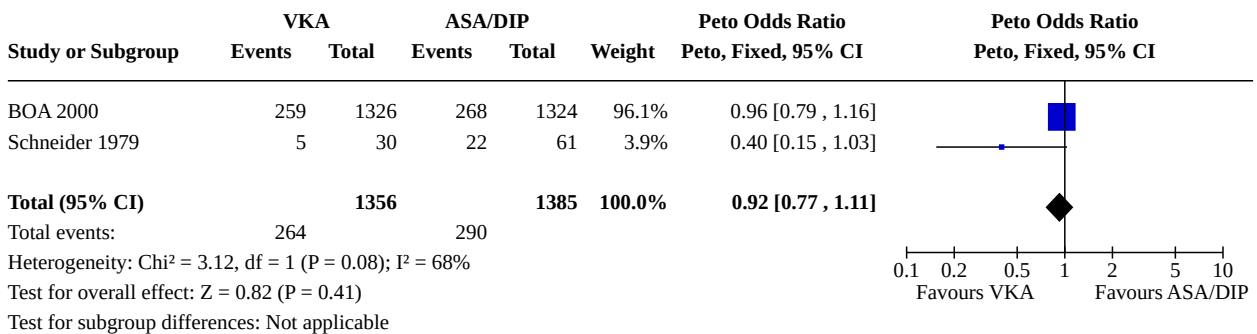 VKA ASA/DIP Peto Odds Ratio Peto Odds Ratio
Study or Subgroup Events Total Events Total Weight Peto, Fixed, 95% CI Peto, Fixed, 95% CI
BOA 2000 259 1326 268 1324 96.1% 0.96 [0.79 , 1.16]
Schneider 1979 5 30 22 61 3.9% 0.40 [0.15 , 1.03]
Total (95% CI) 1356 1385 100.0% 0.92 [0.77 , 1.11]
Total events: 264 290
Heterogeneity: Chi² = 3.12, df = 1 (P = 0.08); I² = 68%
Test for overall effect: Z = 0.82 (P = 0.41)
Test for subgroup differences: Not applicable
0.1 0.2 0.5 1 2 5 10
Favours VKA Favours ASA/DIP